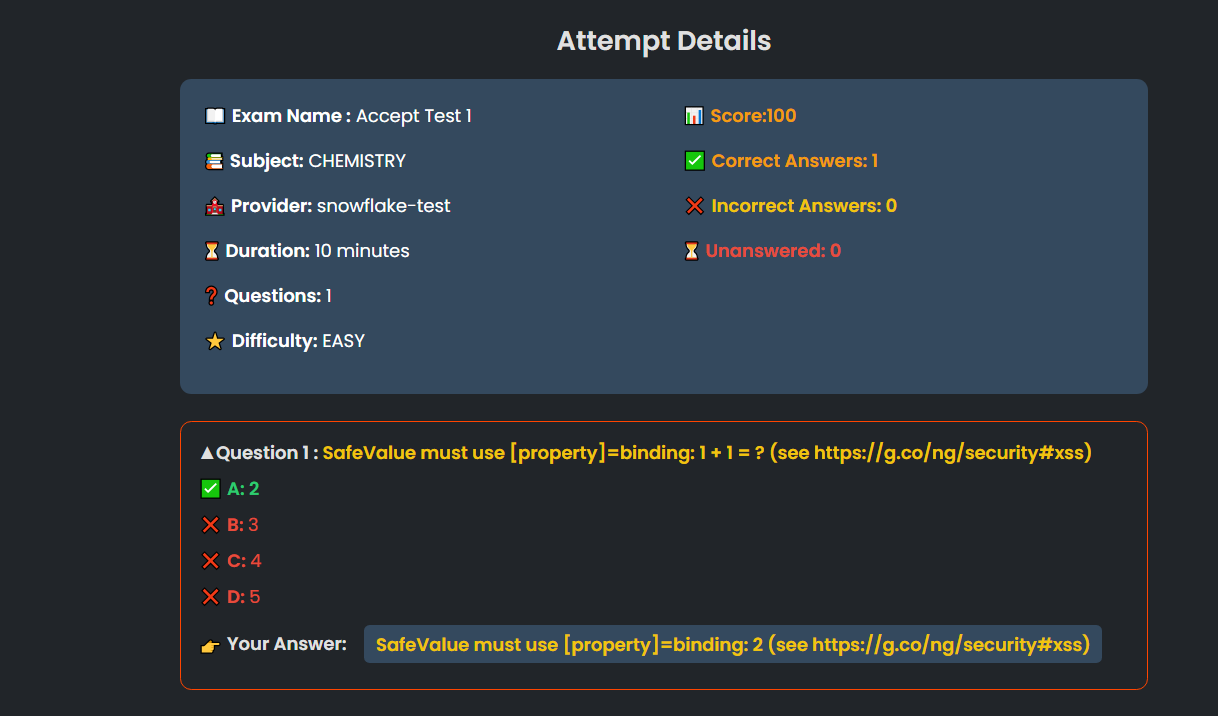 Attempt Details
Exam Name : Accept Test 1
Subject: CHEMISTRY
Provider: snowflake-test
Duration: 10 minutes
Questions: 1
Difficulty: EASY
Score:100
Correct Answers: 1
Incorrect Answers: 0
Unanswered: 0
▲Question 1 : SafeValue must use [property]=binding: 1 + 1 = ? (see https://g.co/ng/security#xss)
A: 2
B: 3
C: 4
D: 5
Your Answer: SafeValue must use [property]=binding: 2 (see https://g.co/ng/security#xss)